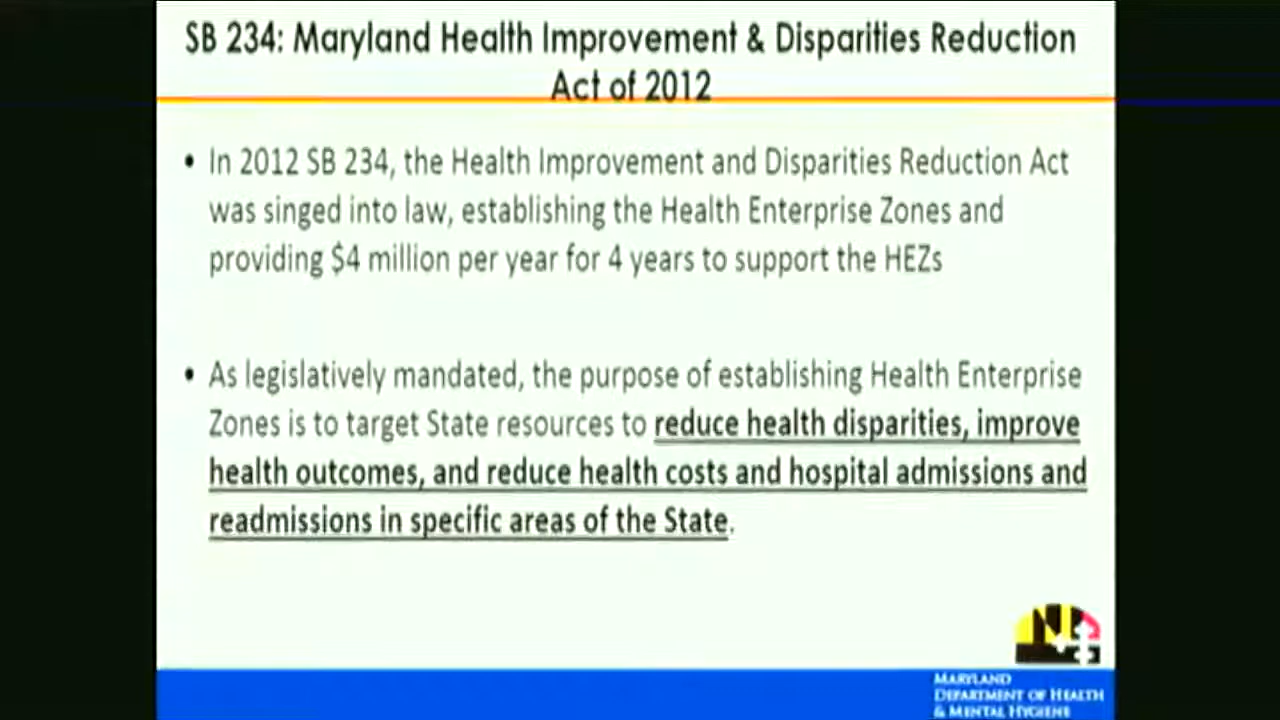 SB 234: Maryland Health Improvement & Disparities Reduction
Act of 2012
• In 2012 SB 234, the Health Improvement and Disparities Reduction Act
was singed into law, establishing the Health Enterprise Zones and
providing $4 million per year for 4 years to support the HEZs
• As legislatively mandated, the purpose of establishing Health Enterprise
Zones is to target State resources to reduce health disparities, improve
health outcomes, and reduce health costs and hospital admissions and
readmissions in specific areas of the State.
MARYLAND
DEPARTMENT OF HEALTH
& MENTAL HYGIENE